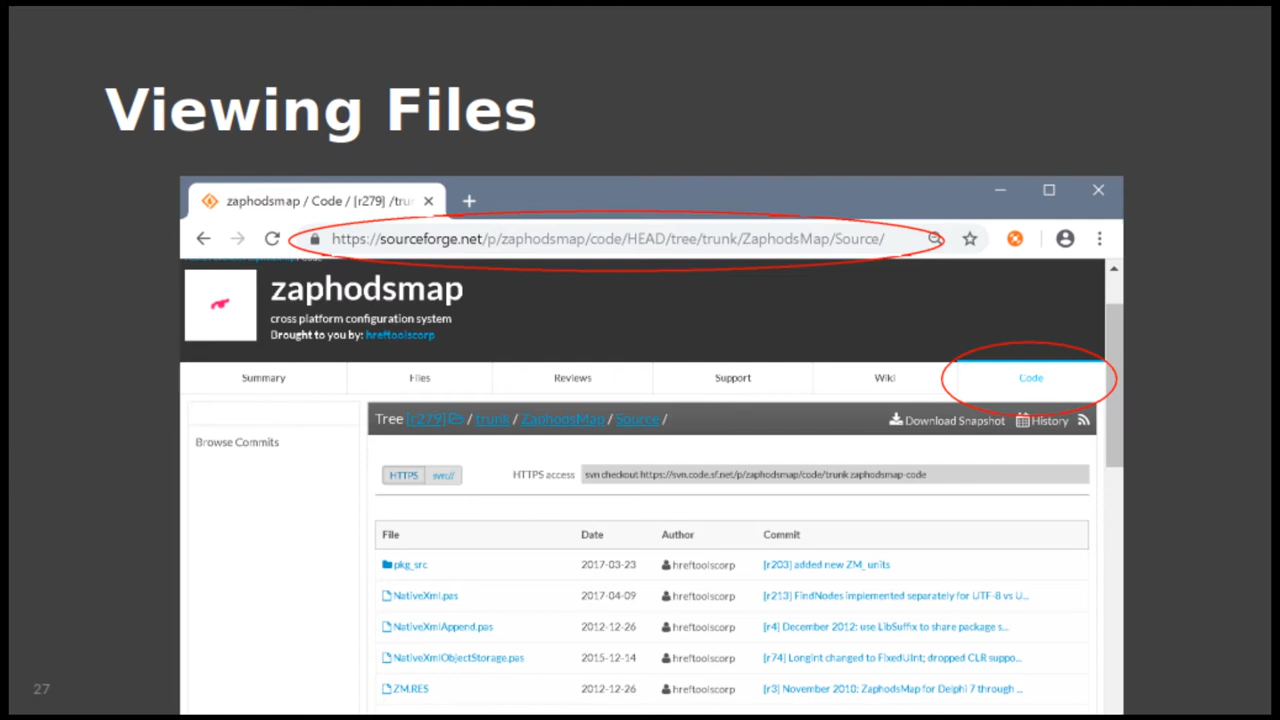 Viewing Files
zaphodsmap / Code / [r279] /trun
https://sourceforge.net/p/zaphodsmap/code/HEAD/tree/trunk/ZaphodsMap/Source/
zaphodsmap
cross platform configuration system
Brought to you by: hreftoolscorp
Summary Files Reviews Support Wiki Code
Tree [r279] / trunk / ZaphodsMap / Source /
Download Snapshot History
Browse Commits
HTTPS svn:// HTTPS access svn checkout https://svn.code.sf.net/p/zaphodsmap/code/trunk zaphodsmap-code
File Date Author Commit
pkg_src 2017-03-23 hreftoolscorp [r203] added new ZM_ units
NativeXml.pas 2017-04-09 hreftoolscorp [r213] FindNodes implemented separately for UTF-8 vs U...
NativeXmlAppend.pas 2012-12-26 hreftoolscorp [r4] December 2012: use LibSuffix to share package s...
NativeXmlObjectStorage.pas 2015-12-14 hreftoolscorp [r74] Longint changed to FixedUInt; dropped CLR suppo...
ZM.RES 2012-12-26 hreftoolscorp [r3] November 2010: ZaphodsMap for Delphi 7 through ...
27